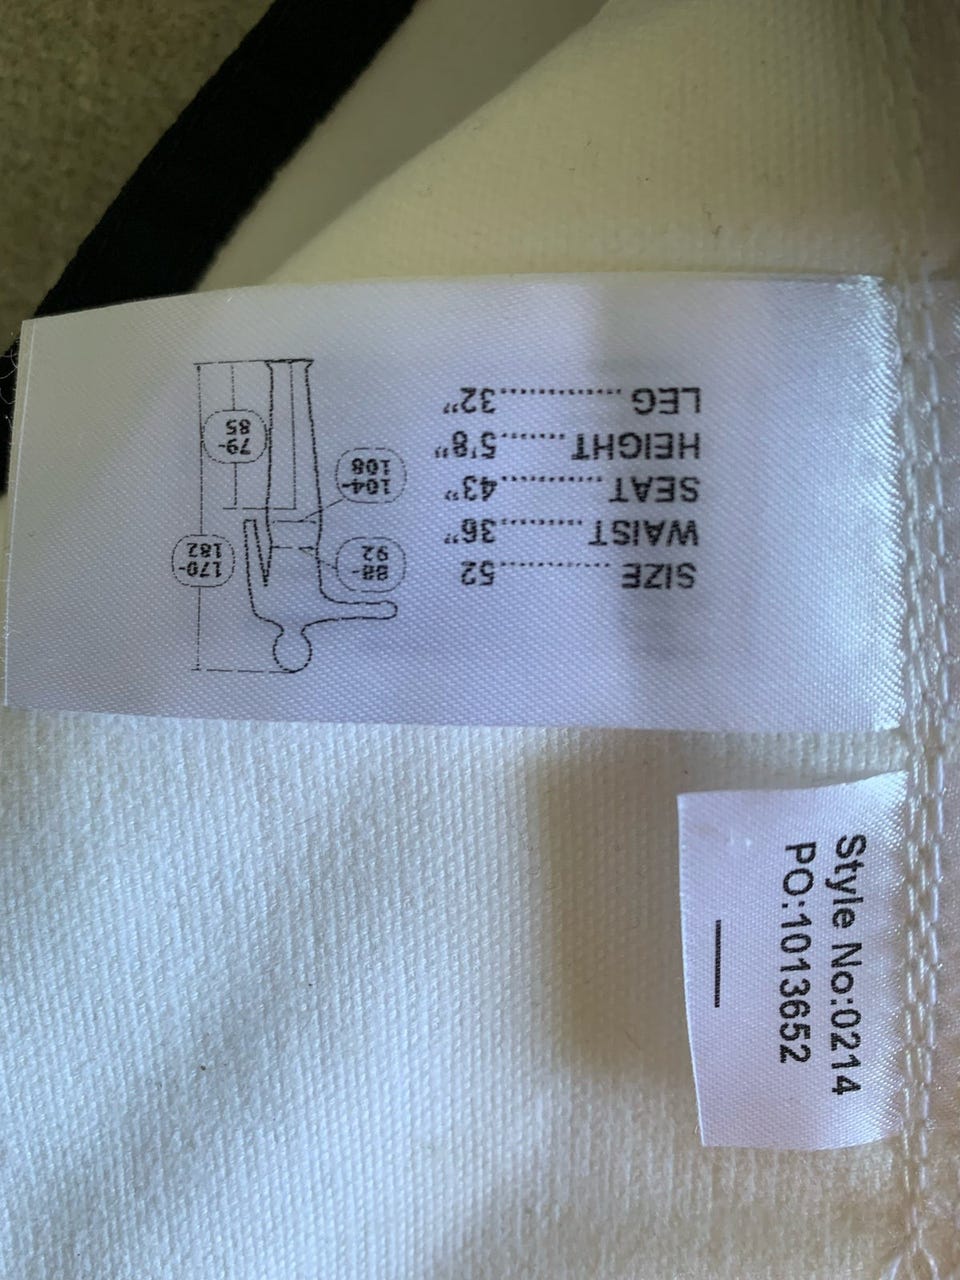 SIZE ............52
WAIST .........36"
SEAT ............43"
HEIGHT ........5'8"
LEG .............32"
88-
92
170-
182
104-
108
79-
85
Style No:0214
PO:1013652